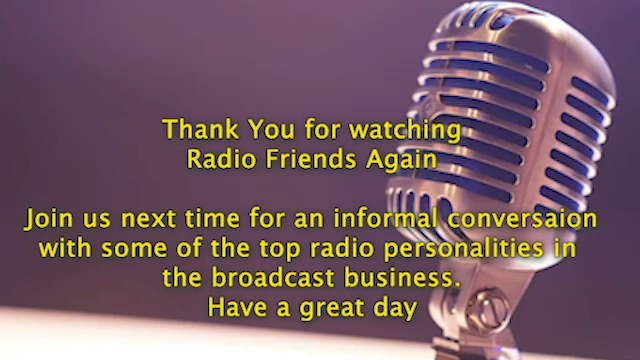 Thank You for watching
Radio Friends Again
Join us next time for an informal conversaion
with some of the top radio personalities in
the broadcast business.
Have a great day